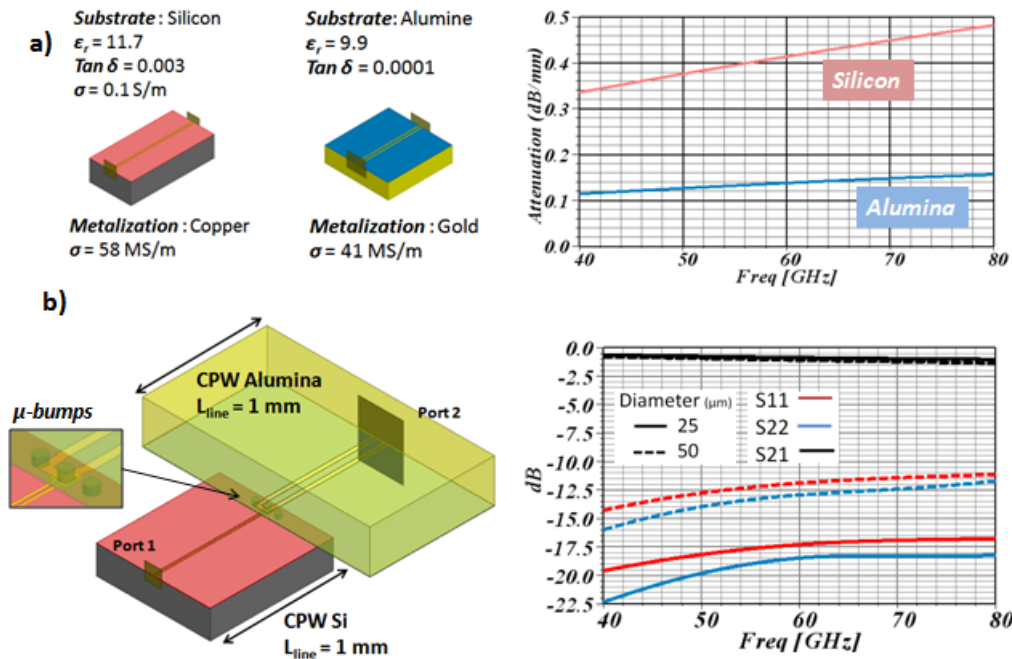 a)
Substrate: Silicon
εr = 11.7
Tan δ = 0.003
σ = 0.1 S/m
Metalization : Copper
σ = 58 MS/m
Substrate: Alumine
εr = 9.9
Tan δ = 0.0001
Metalization : Gold
σ = 41 MS/m
Attenuation (dB/mm)
0.5
0.4
0.3
0.2
0.1
0.0
Silicon
Alumina
40 50 60 70 80
Freq [GHz]
b)
CPW Alumina
Lline = 1 mm
Port 2
μ-bumps
Port 1
CPW Si
Lline = 1 mm
dB
0.0
-2.5
-5.0
-7.5
-10.0
-12.5
-15.0
-17.5
-20.0
-22.5
Diameter (μm)
25
50
S11
S22
S21
40 50 60 70 80
Freq [GHz]